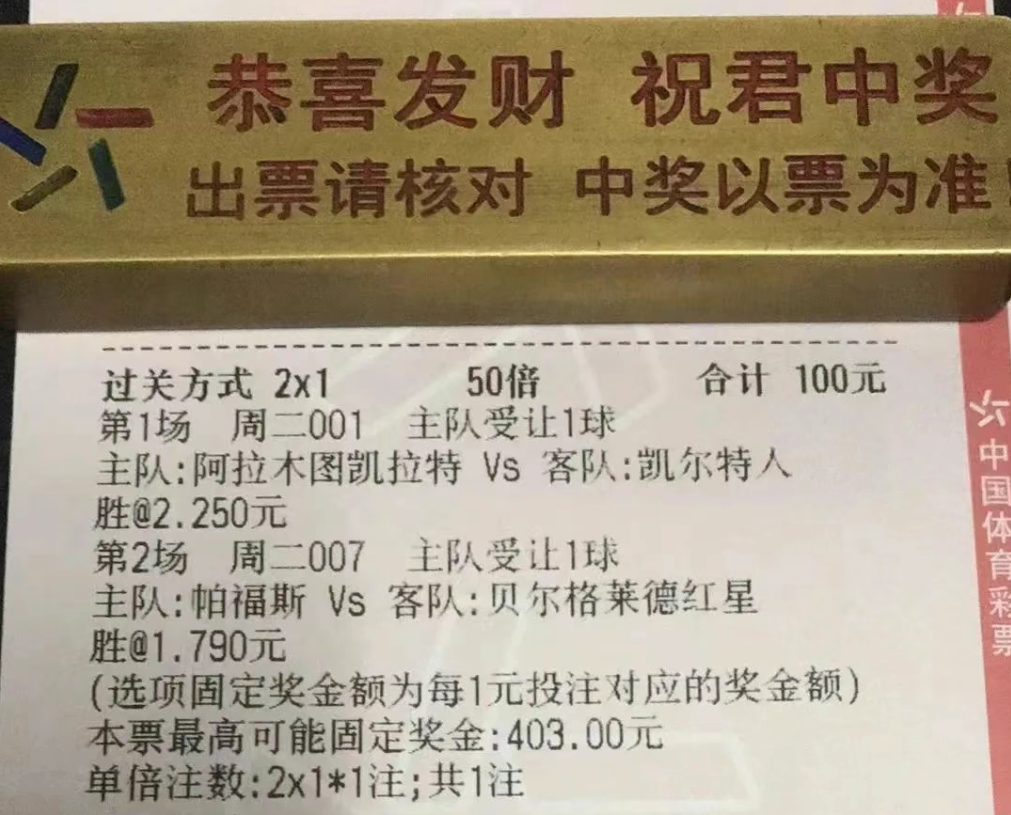 恭喜发财 祝君中奖
出票请核对 中奖以票为准!
过关方式 2x1 50倍 合计 100元
第1场 周二001 主队受让1球
主队:阿拉木图凯拉特 Vs 客队:凯尔特人
胜@2.250元
第2场 周二007 主队受让1球
主队:帕福斯 Vs 客队:贝尔格莱德红星
胜@1.790元
(选项固定奖金额为每1元投注对应的奖金额)
本票最高可能固定奖金:403.00元
单倍注数:2x1*1注;共1注
中国体育彩票